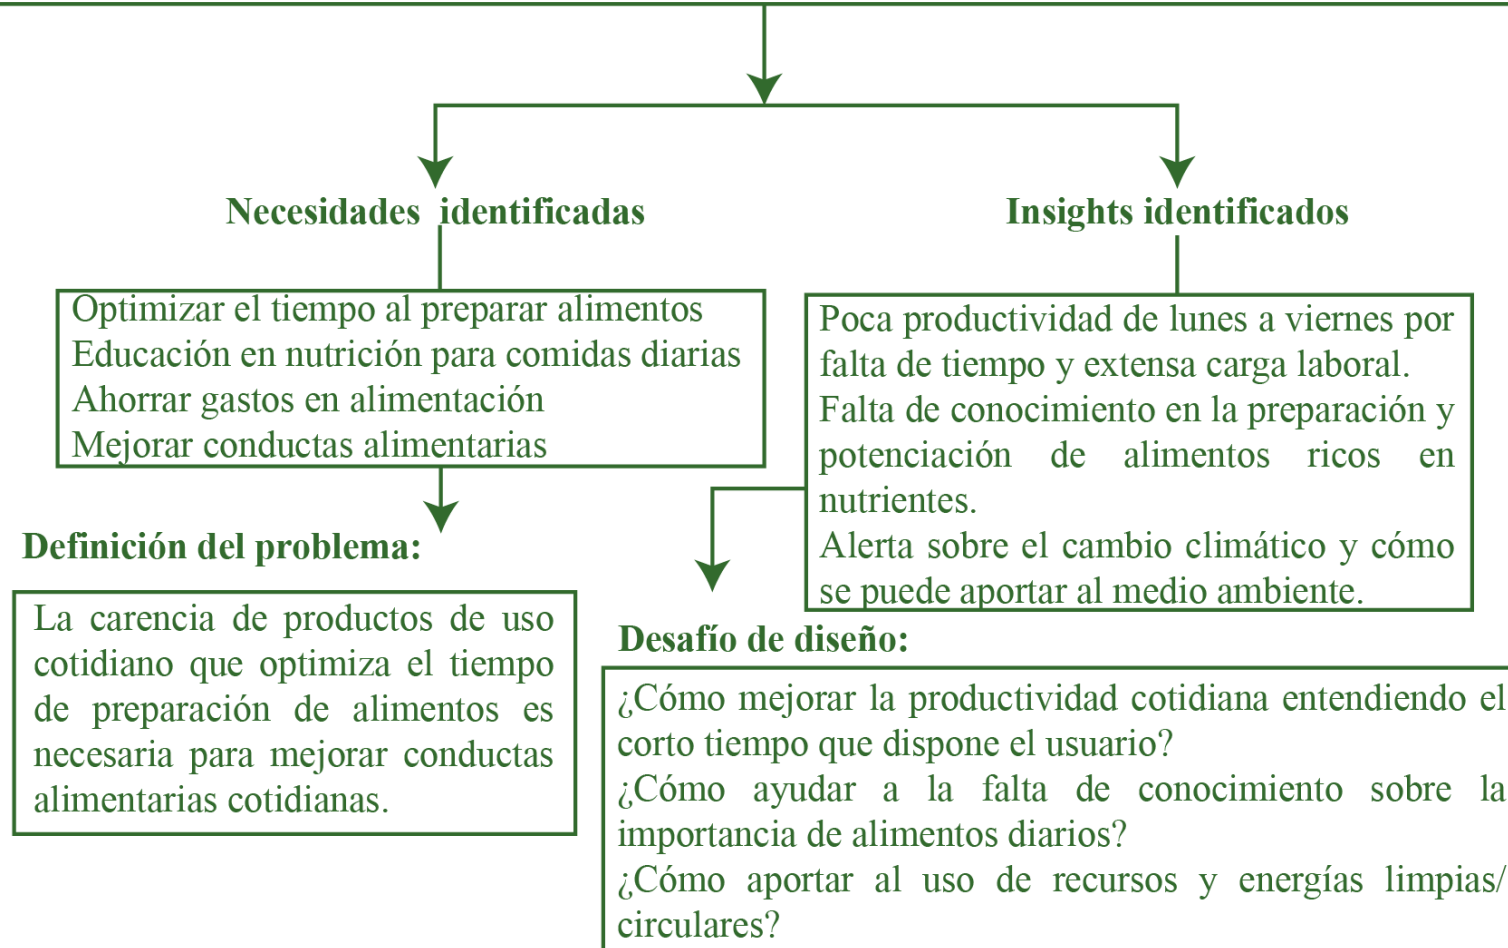 Necesidades identificadas
Optimizar el tiempo al preparar alimentos
Educación en nutrición para comidas diarias
Ahorrar gastos en alimentación
Mejorar conductas alimentarias
Definición del problema:
La carencia de productos de uso
cotidiano que optimiza el tiempo
de preparación de alimentos es
necesaria para mejorar conductas
alimentarias cotidianas.
Insights identificados
Poca productividad de lunes a viernes por
falta de tiempo y extensa carga laboral.
Falta de conocimiento en la preparación y
potenciación de alimentos ricos en
nutrientes.
Alerta sobre el cambio climático y cómo
se puede aportar al medio ambiente.
Desafío de diseño:
¿Cómo mejorar la productividad cotidiana entendiendo el
corto tiempo que dispone el usuario?
¿Cómo ayudar a la falta de conocimiento sobre la
importancia de alimentos diarios?
¿Cómo aportar al uso de recursos y energías limpias/
circulares?